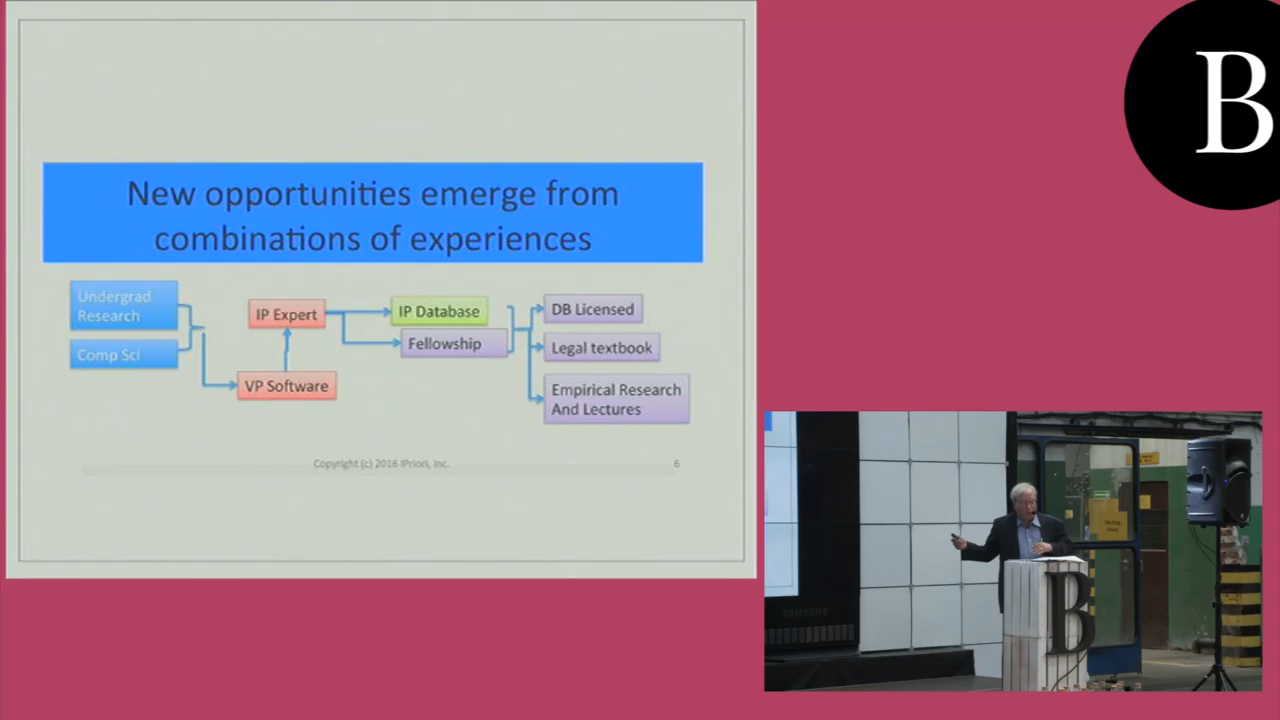 New opportunities emerge from
combinations of experiences
Undergrad
Research
Comp Sci
IP Expert
VP Software
IP Database
Fellowship
DB Licensed
Legal textbook
Empirical Research
And Lectures
Copyright (c) 2016 IPriori, Inc.
6
B
SAMSUNG
B